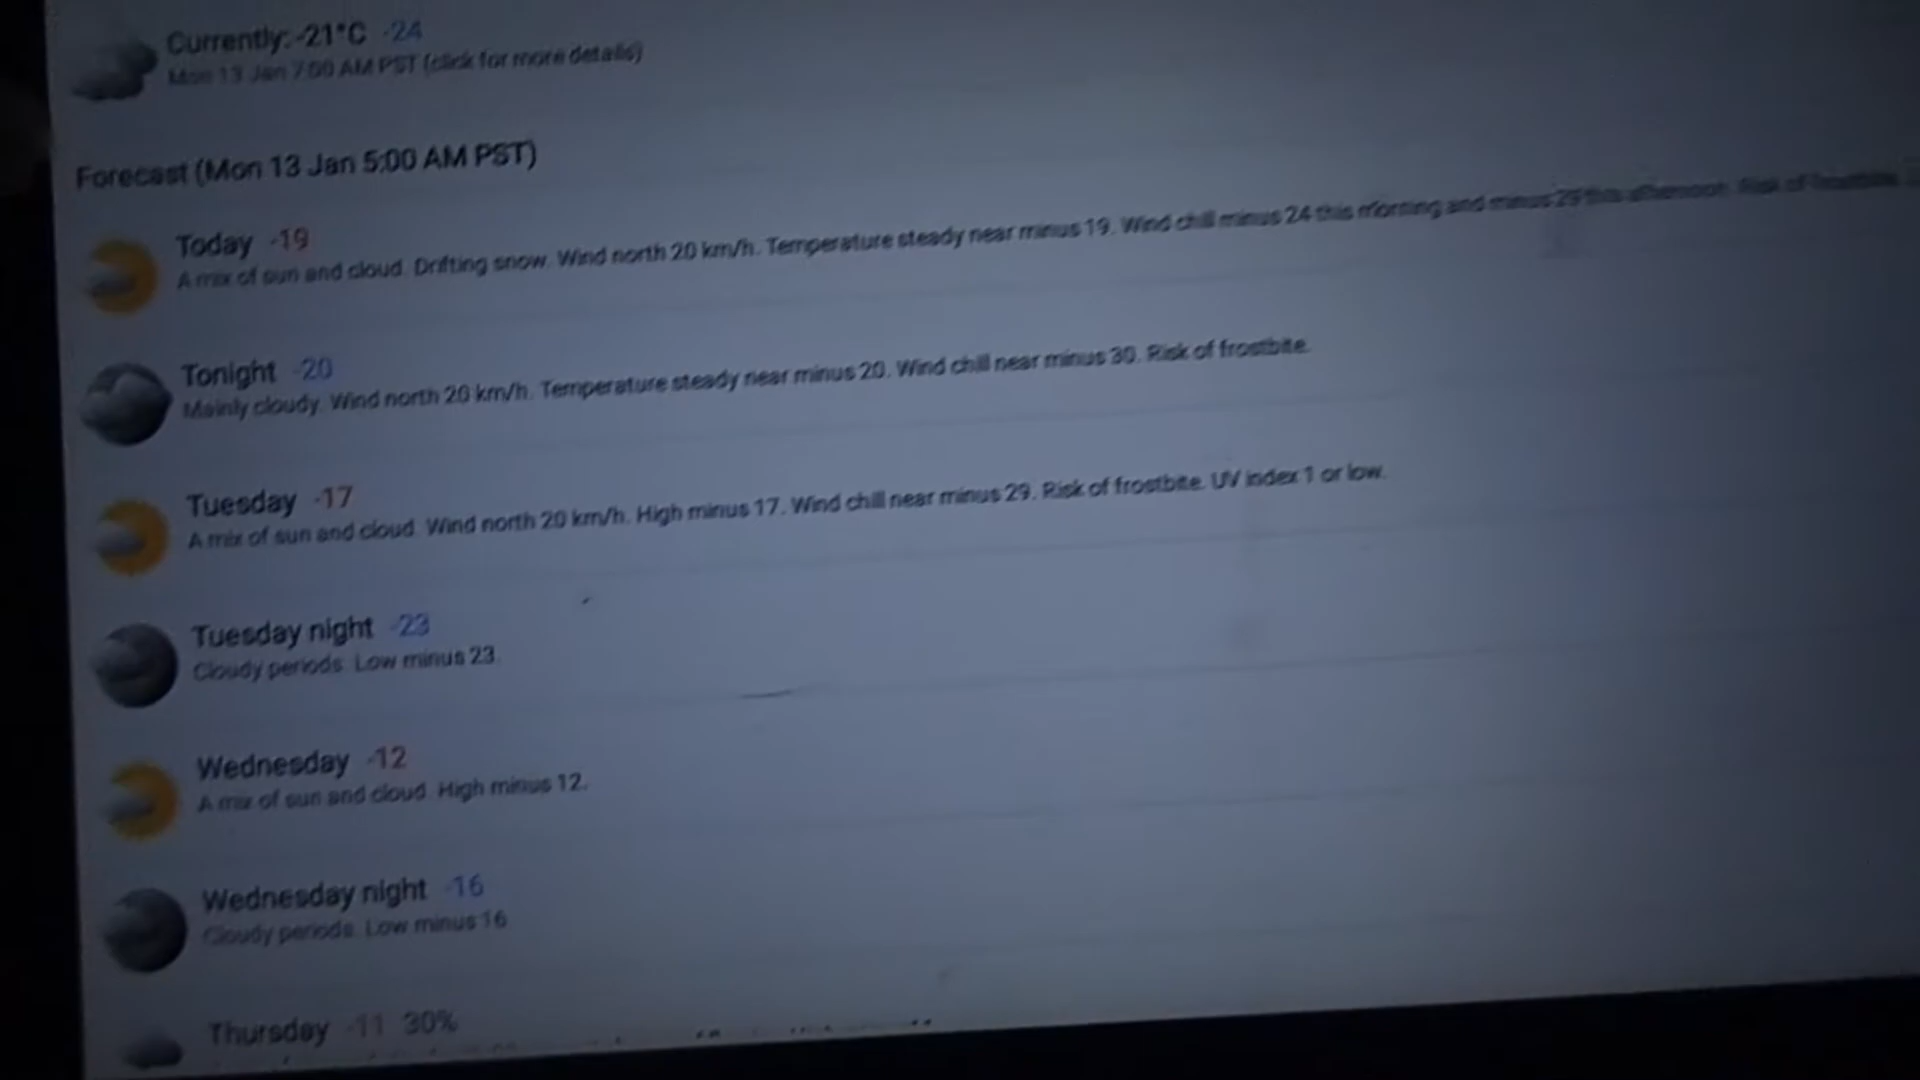 Currently: -21°C -24
Mon 13 Jan 7:00 AM PST (click for more details)
Forecast (Mon 13 Jan 5:00 AM PST)
Today -19
A mix of sun and cloud. Drifting snow. Wind north 20 km/h. Temperature steady near minus 19. Wind chill minus 24 this morning and minus 29 this afternoon. Risk of frostbite.
Tonight -20
Mainly cloudy. Wind north 20 km/h. Temperature steady near minus 20. Wind chill near minus 30. Risk of frostbite.
Tuesday -17
A mix of sun and cloud. Wind north 20 km/h. High minus 17. Wind chill near minus 29. Risk of frostbite. UV index 1 or low.
Tuesday night -23
Cloudy periods. Low minus 23.
Wednesday -12
A mix of sun and cloud. High minus 12.
Wednesday night -16
Cloudy periods. Low minus 16
Thursday -11 30%